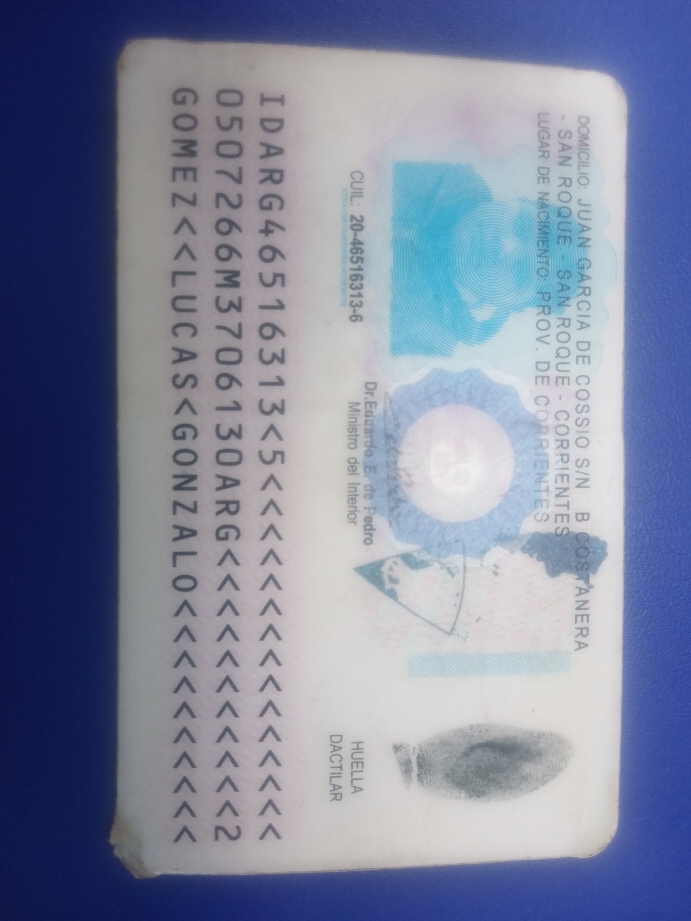 DOMICILIO: JUAN GARCIA DE COSSIO S/N B COSTANERA
- SAN ROQUE - SAN ROQUE - CORRIENTES
LUGAR DE NACIMIENTO: PROV. DE CORRIENTES
CUIL: 20-46516313-6
Dr. Eduardo E. de Pedro
Ministro del Interior
HUELLA
DACTILAR
IDARG46516313<5<<<<<<<<<<<<<<<
0507266M3706130ARG<<<<<<<<<<<2
GOMEZ<<LUCAS<GONZALO<<<<<<<<<<